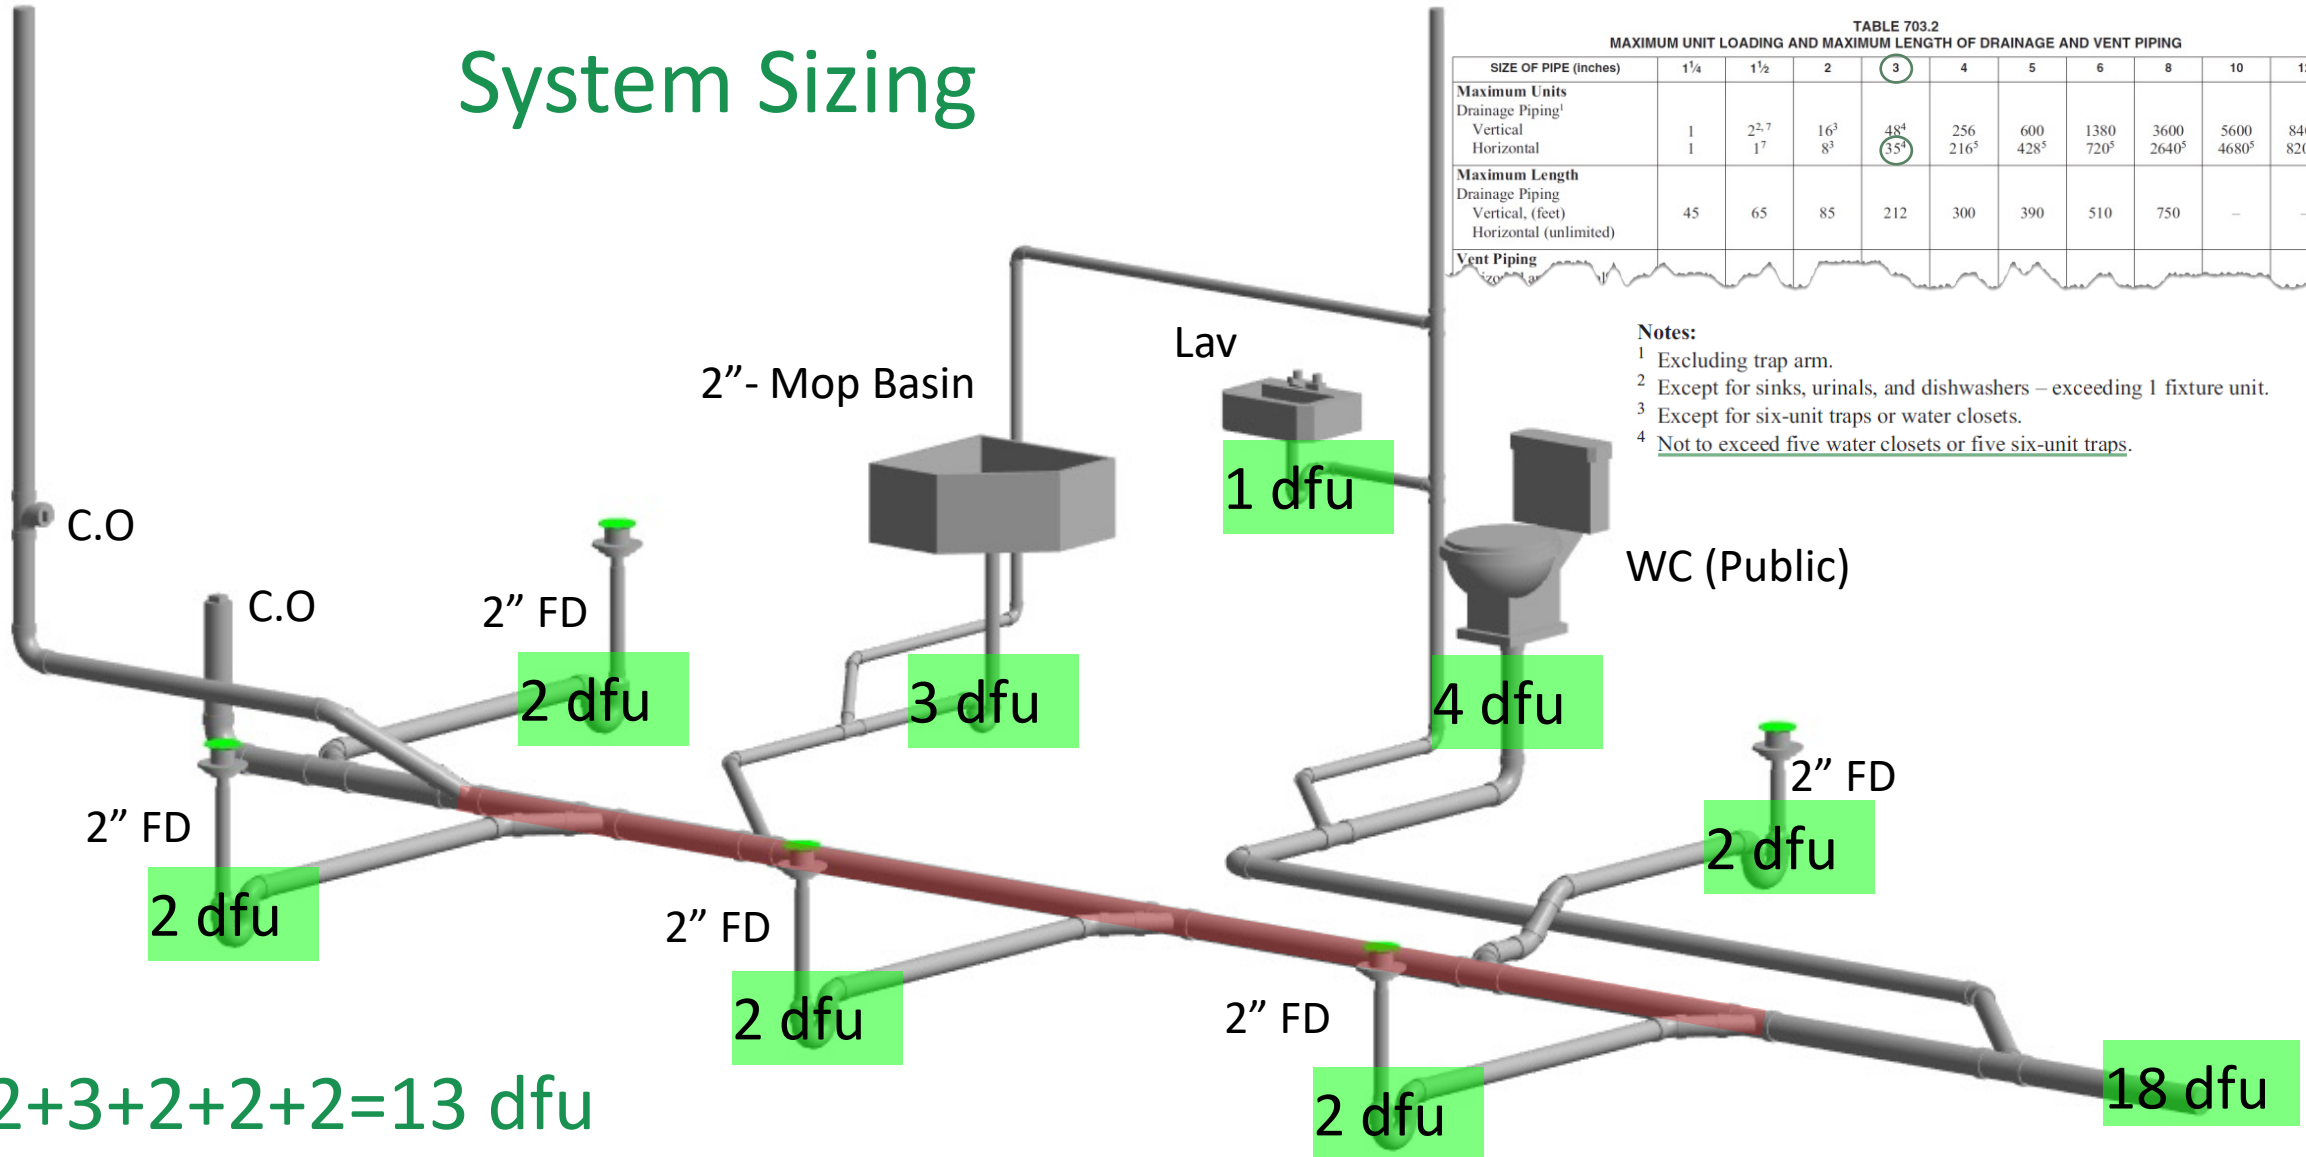 System Sizing
TABLE 703.2
MAXIMUM UNIT LOADING AND MAXIMUM LENGTH OF DRAINAGE AND VENT PIPING
SIZE OF PIPE (inches) 1¼ 1½ 2 3 4 5 6 8 10
Maximum Units
Drainage Piping¹
Vertical 1 2²,⁷ 16³ 48⁴ 256 600 1380 3600 5600
Horizontal 1 1⁷ 8³ 35⁴ 216⁵ 428⁵ 720⁵ 2640⁵ 4680⁵
Maximum Length
Drainage Piping
Vertical, (feet) 45 65 85 212 300 390 510 750 – –
Horizontal (unlimited)
Vent Piping
Notes:
1 Excluding trap arm.
2 Except for sinks, urinals, and dishwashers – exceeding 1 fixture unit.
3 Except for six-unit traps or water closets.
4 Not to exceed five water closets or five six-unit traps.
Lav
2”- Mop Basin
1 dfu
C.O
WC (Public)
C.O
2” FD
2 dfu
3 dfu
4 dfu
2” FD
2” FD
2 dfu
2 dfu
2” FD
2 dfu
2” FD
2 dfu
18 dfu
2+3+2+2+2=13 dfu